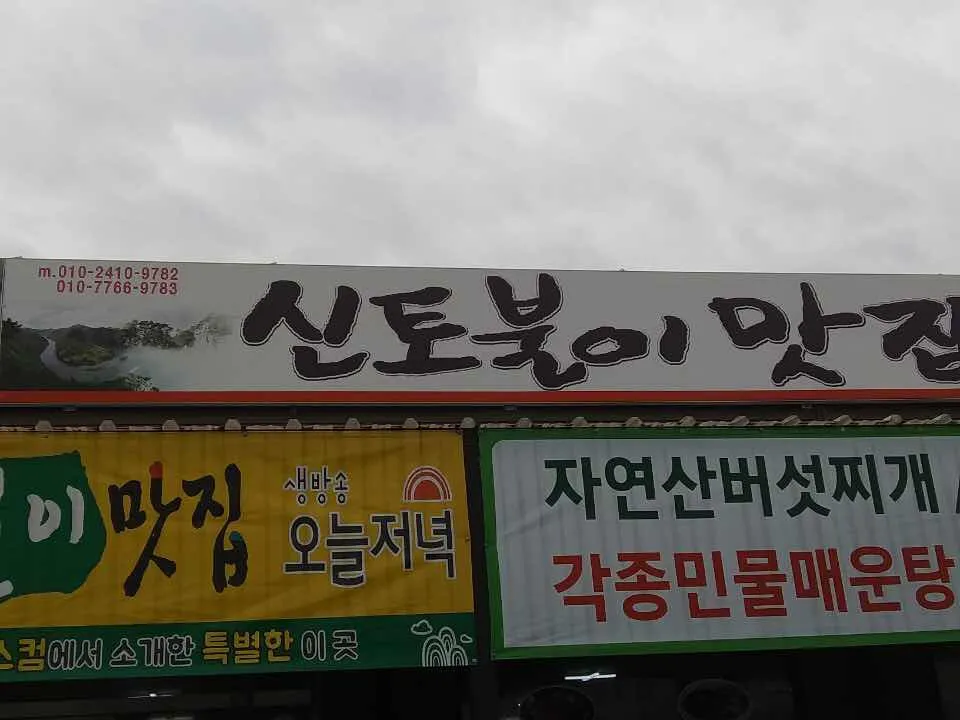 m.010-2410-9782
010-7766-9783
신토불이 맛집
이 맛집
생방송
오늘저녁
스컴에서 소개한 특별한 이 곳
자연산버섯찌개
각종민물매운탕